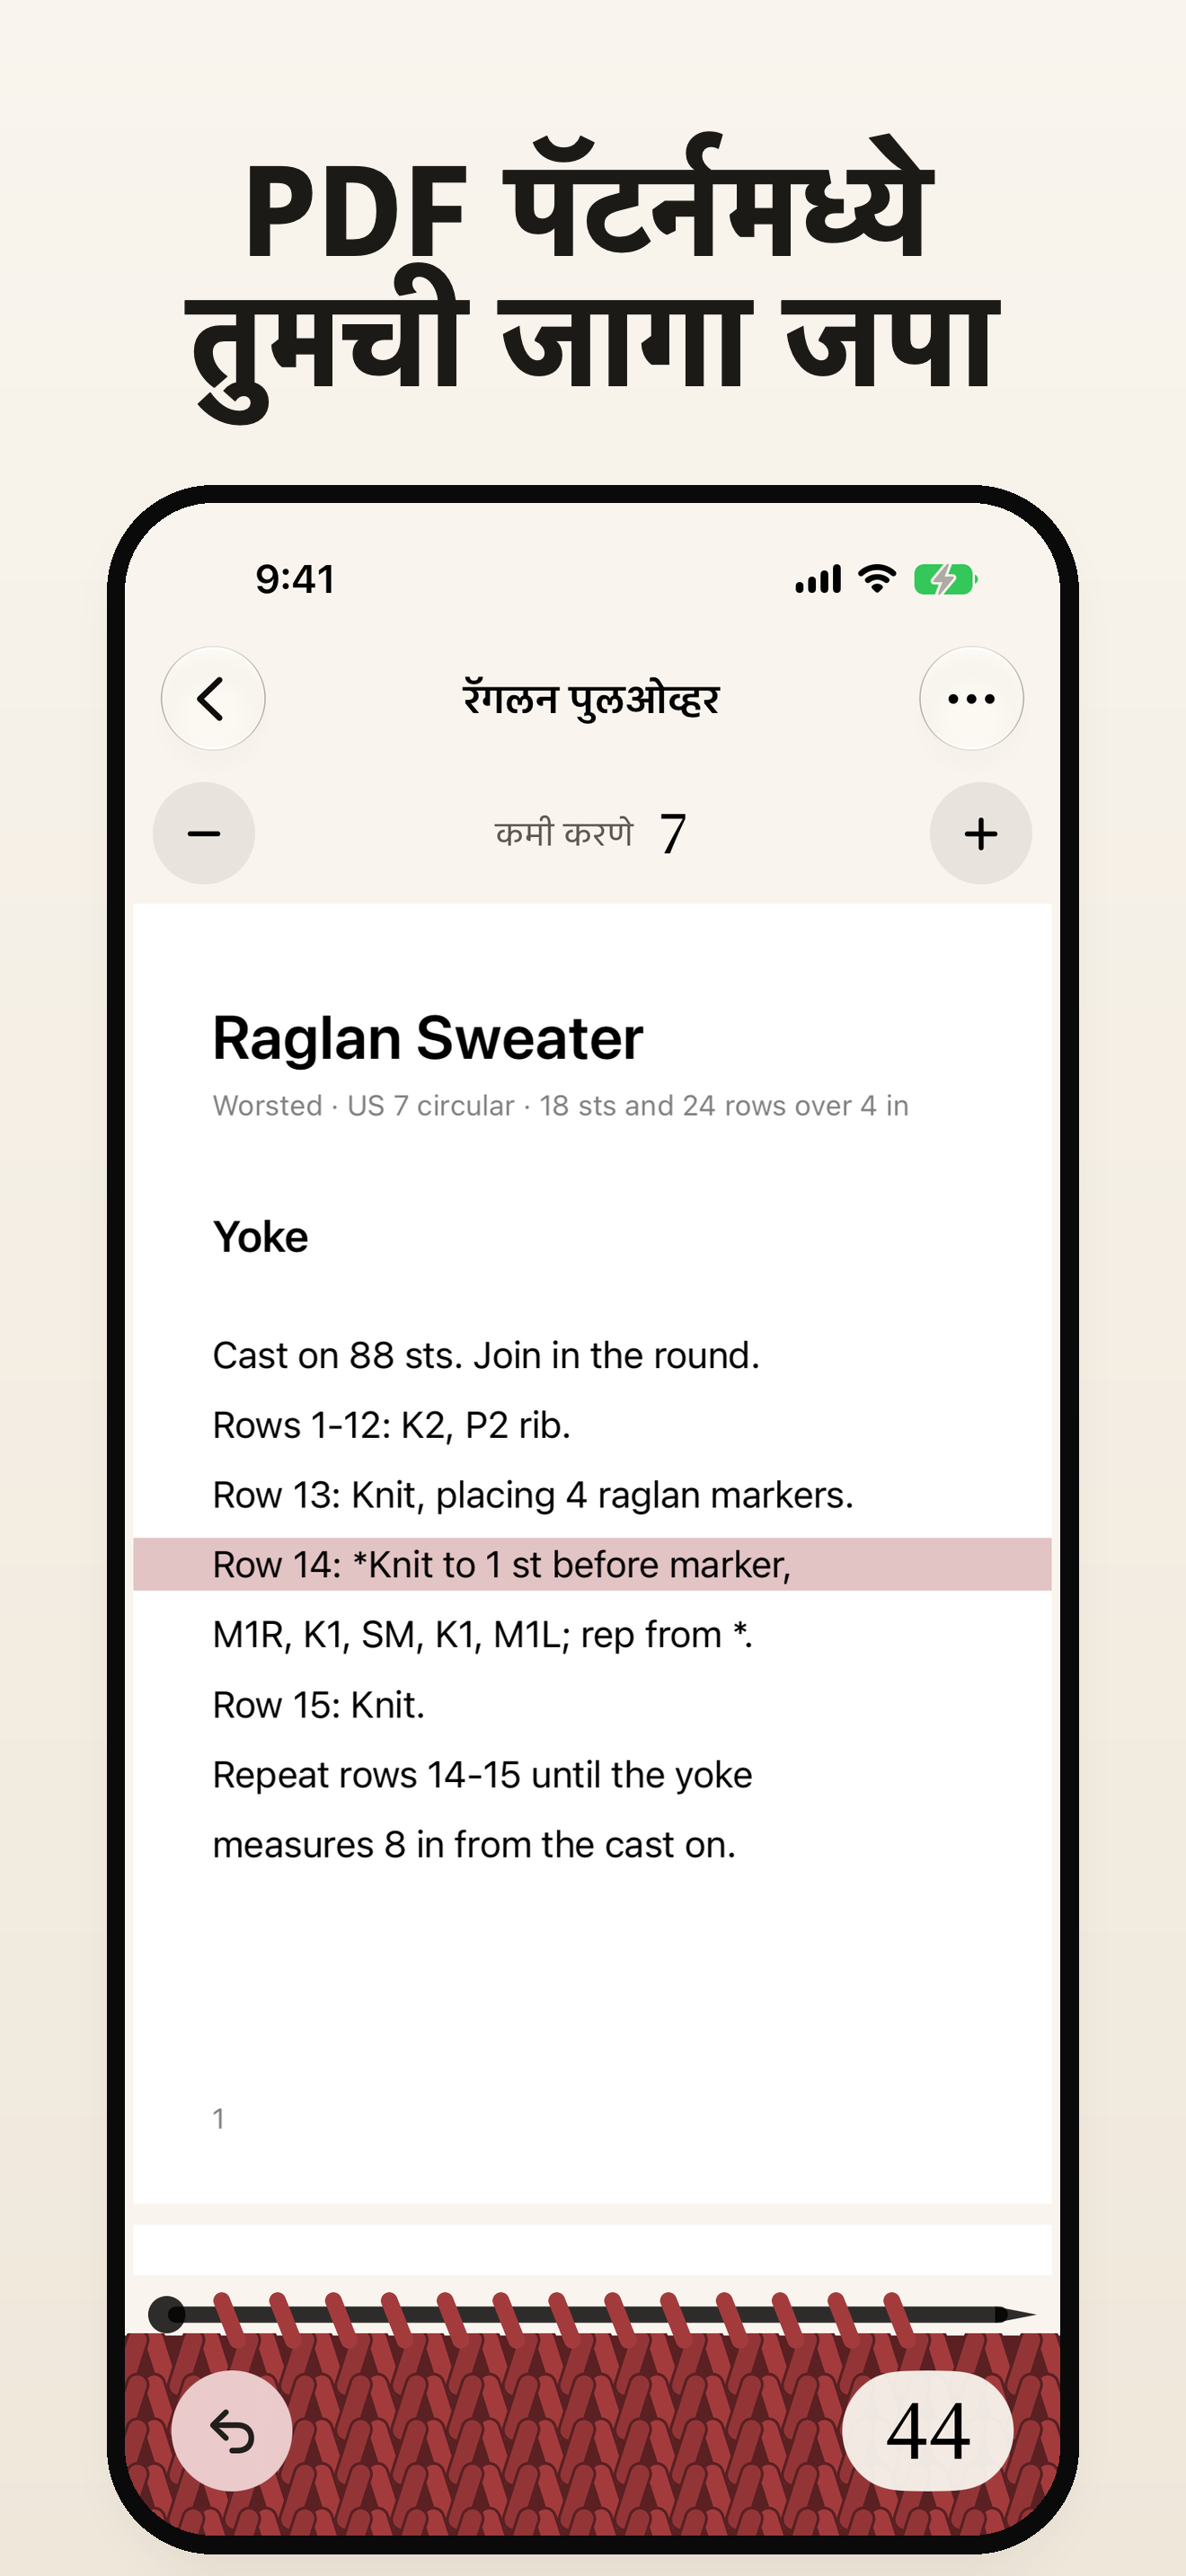 PDF पॅटर्नमध्ये
तुमची जागा जपा
9:41
रॅगलन पुलओव्हर
कमी करणे 7
Raglan Sweater
Worsted · US 7 circular · 18 sts and 24 rows over 4 in
Yoke
Cast on 88 sts. Join in the round.
Rows 1-12: K2, P2 rib.
Row 13: Knit, placing 4 raglan markers.
Row 14: *Knit to 1 st before marker,
M1R, K1, SM, K1, M1L; rep from *.
Row 15: Knit.
Repeat rows 14-15 until the yoke
measures 8 in from the cast on.
1
44